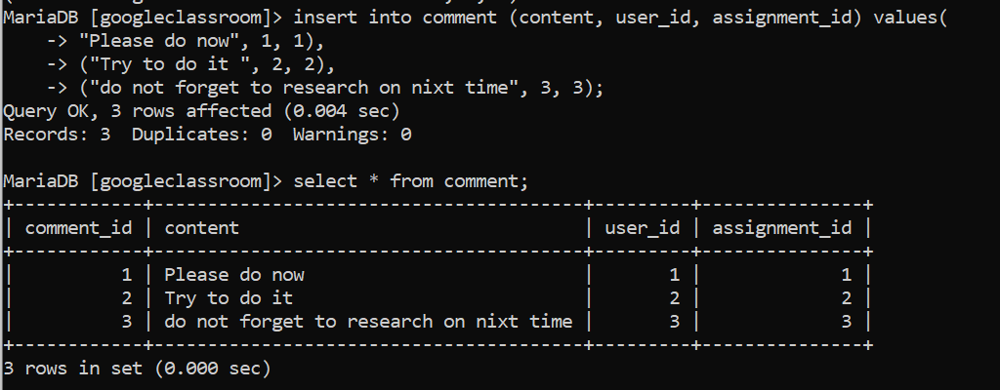 MariaDB [googleclassroom]> insert into comment (content, user_id, assignment_id) values(
    -> "Please do now", 1, 1),
    -> ("Try to do it ", 2, 2),
    -> ("do not forget to research on nixt time", 3, 3);
Query OK, 3 rows affected (0.004 sec)
Records: 3  Duplicates: 0  Warnings: 0

MariaDB [googleclassroom]> select * from comment;
+------------+----------------------------------------+---------+---------------+
| comment_id | content                                | user_id | assignment_id |
+------------+----------------------------------------+---------+---------------+
|          1 | Please do now                          |       1 |             1 |
|          2 | Try to do it                           |       2 |             2 |
|          3 | do not forget to research on nixt time |       3 |             3 |
+------------+----------------------------------------+---------+---------------+
3 rows in set (0.000 sec)